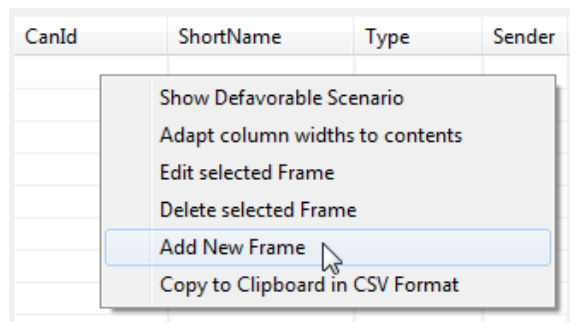 CanId ShortName Type Sender
Show Defavorable Scenario
Adapt column widths to contents
Edit selected Frame
Delete selected Frame
Add New Frame
Copy to Clipboard in CSV Format